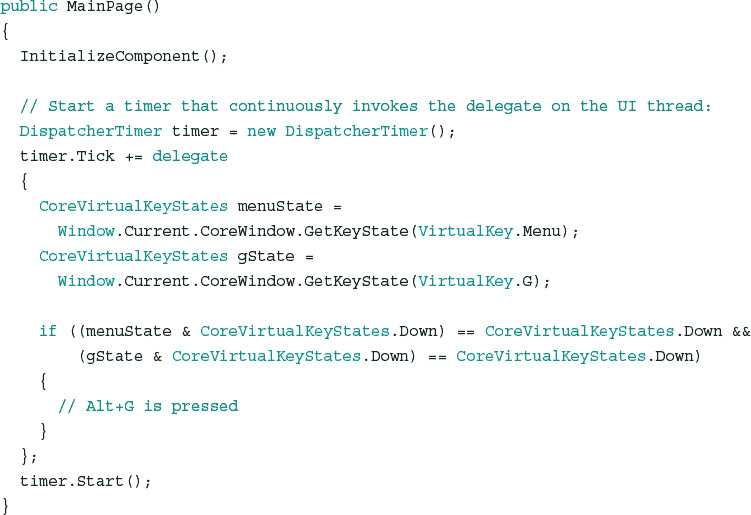 public MainPage()
{
  InitializeComponent();

  // Start a timer that continuously invokes the delegate on the UI thread:
  DispatcherTimer timer = new DispatcherTimer();
  timer.Tick += delegate
  {
    CoreVirtualKeyStates menuState =
      Window.Current.CoreWindow.GetKeyState(VirtualKey.Menu);
    CoreVirtualKeyStates gState =
      Window.Current.CoreWindow.GetKeyState(VirtualKey.G);

    if ((menuState & CoreVirtualKeyStates.Down) == CoreVirtualKeyStates.Down &&
        (gState & CoreVirtualKeyStates.Down) == CoreVirtualKeyStates.Down)
    {
      // Alt+G is pressed
    }
  };
  timer.Start();
}